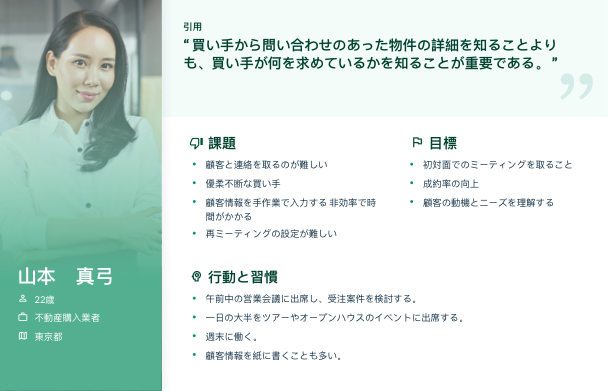 引用
“ 買い手から問い合わせのあった物件の詳細を知ることより
も、買い手が何を求めているかを知ることが重要である。 ”
課題
顧客と連絡を取るのが難しい
優柔不断な買い手
顧客情報を手作業で入力する 非効率で時
間がかかる
再ミーティングの設定が難しい
目標
初対面でのミーティングを取ること
成約率の向上
顧客の動機とニーズを理解する
山本　真弓
22歳
不動産購入業者
東京都
行動と習慣
午前中の営業会議に出席し、受注案件を検討する。
一日の大半をツアーやオープンハウスのイベントに出席する。
週末に働く。
顧客情報を紙に書くことも多い。